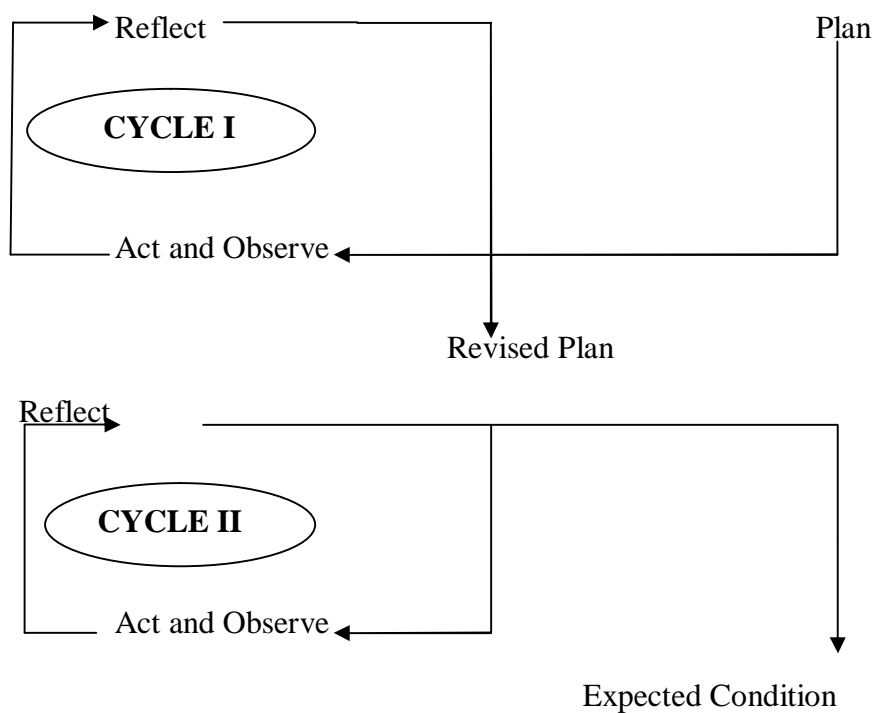 Reflect
Plan
CYCLE I
Act and Observe
Revised Plan
Reflect
CYCLE II
Act and Observe
Expected Condition